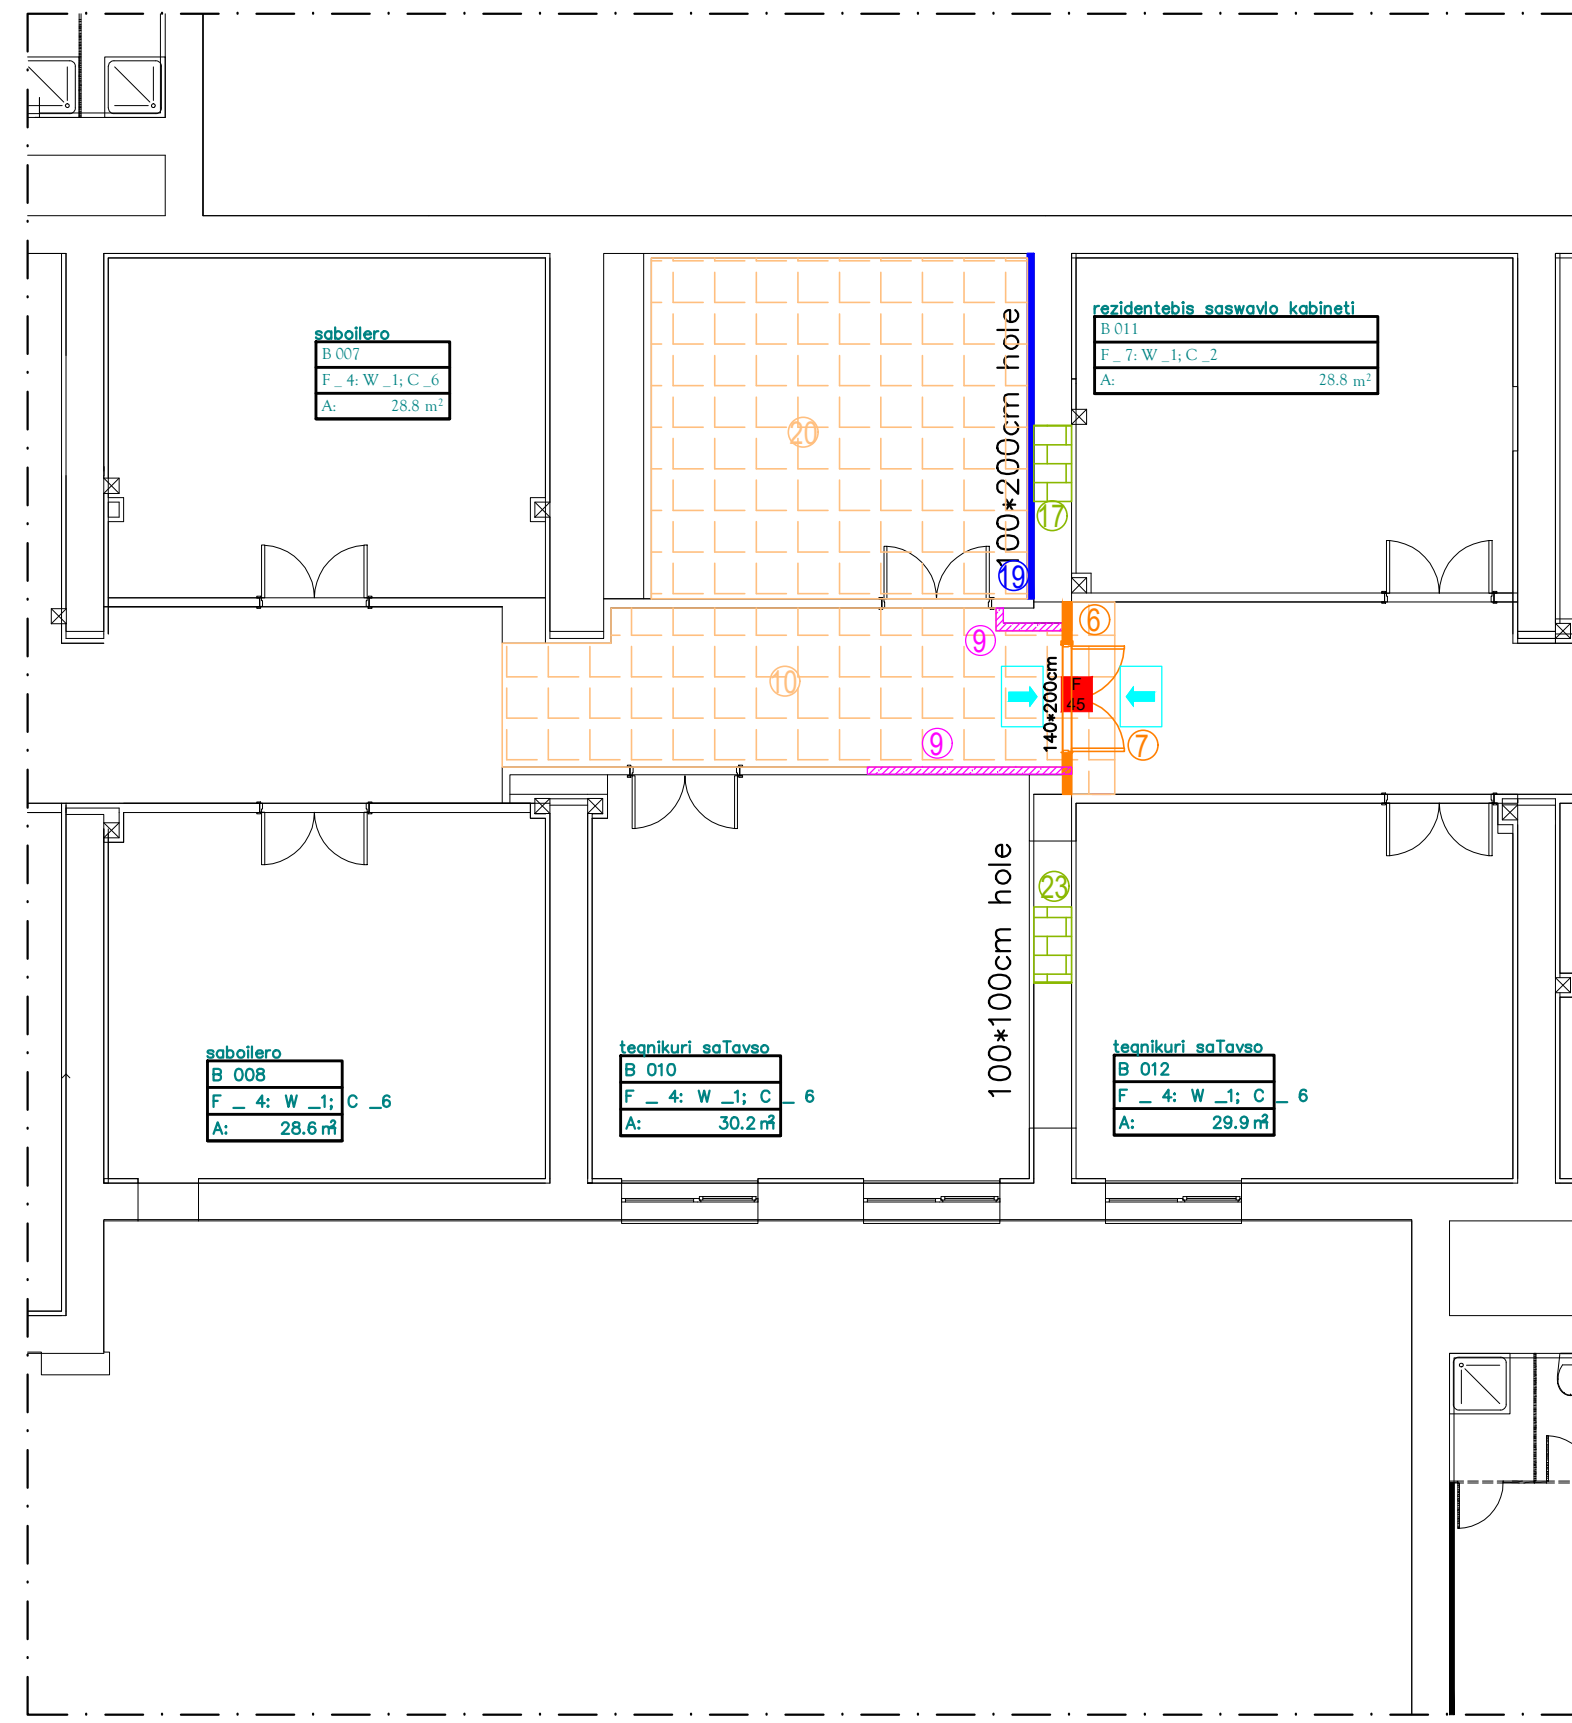 saboilero
B 007
F _ 4: W _1; C _6
A: 28.8 m²
100*200cm hole
rezidentebis saswavlo kabineti
B 011
F _ 7: W _1; C _2
A: 28.8 m²
20
17
19
6
9
10
140*200cm
F
45
9
7
100*100cm hole
23
saboilero
B 008
F _ 4: W _1; C _6
A: 28.6 m²
teqnikuri saTavso
B 010
F _ 4: W _1; C _ 6
A: 30.2 m²
teqnikuri saTavso
B 012
F _ 4: W _1; C _ 6
A: 29.9 m²